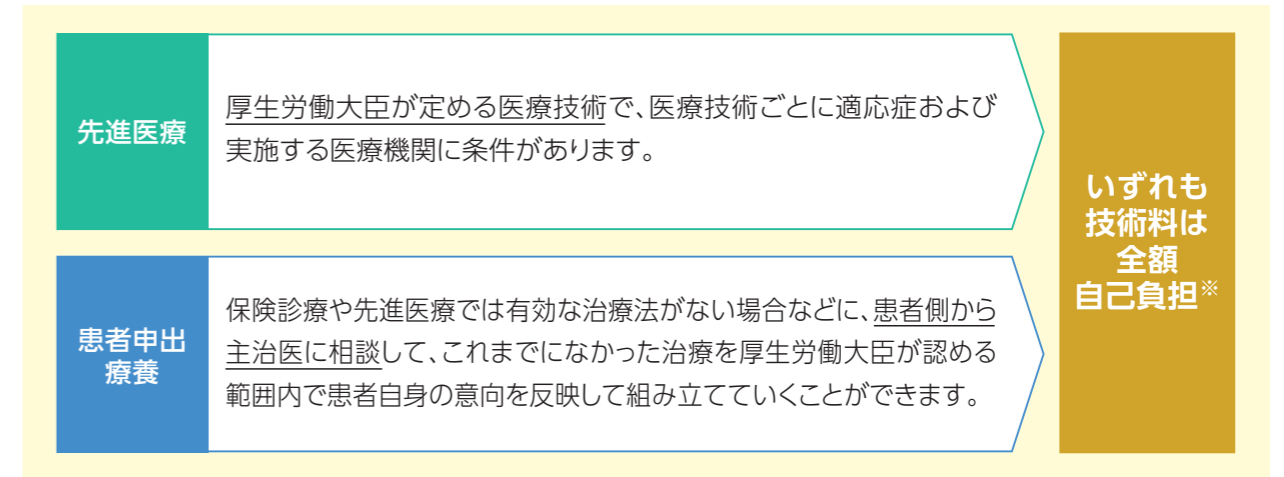 先進医療
厚生労働大臣が定める医療技術で、医療技術ごとに適応症および
実施する医療機関に条件があります。
患者申出
療養
保険診療や先進医療では有効な治療法がない場合などに、患者側から
主治医に相談して、これまでになかった治療を厚生労働大臣が認める
範囲内で患者自身の意向を反映して組み立てていくことができます。
いずれも
技術料は
全額
自己負担※